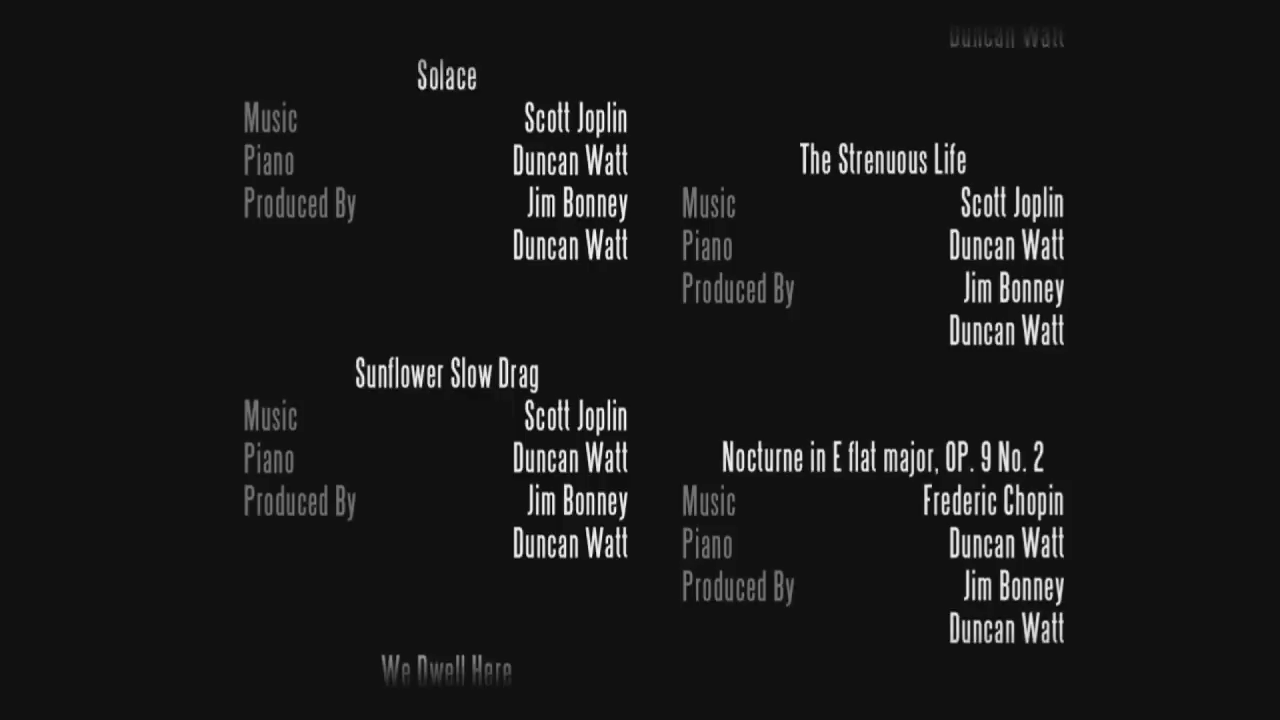 Solace
Music Scott Joplin
Piano Duncan Watt
Produced By Jim Bonney
Duncan Watt
Sunflower Slow Drag
Music Scott Joplin
Piano Duncan Watt
Produced By Jim Bonney
Duncan Watt
We Dwell Here
Duncan Watt
The Strenuous Life
Music Scott Joplin
Piano Duncan Watt
Produced By Jim Bonney
Duncan Watt
Nocturne in E flat major, OP. 9 No. 2
Music Frederic Chopin
Piano Duncan Watt
Produced By Jim Bonney
Duncan Watt